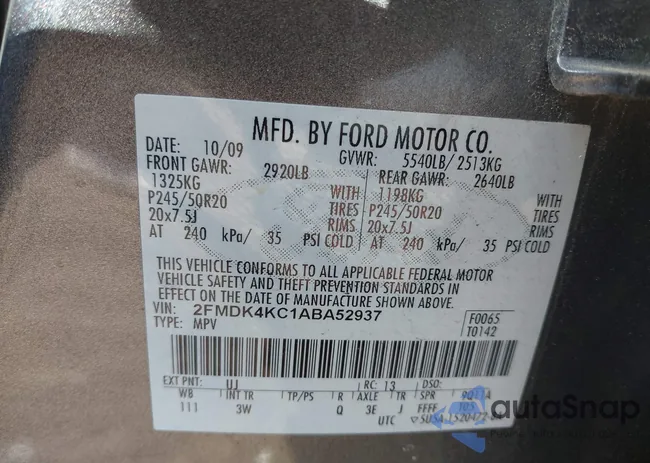 MFD. BY FORD MOTOR CO.
DATE: 10/09 GVWR: 5540LB/ 2513KG
FRONT GAWR: 2920LB REAR GAWR: 2640LB
1325KG WITH 1198KG WITH
P245/50R20 TIRES P245/50R20 TIRES
20x7.5J RIMS 20x7.5J RIMS
AT 240 kPa/ 35 PSI COLD AT 240 kPa/ 35 PSI COLD
THIS VEHICLE CONFORMS TO ALL APPLICABLE FEDERAL MOTOR
VEHICLE SAFETY AND THEFT PREVENTION STANDARDS IN
EFFECT ON THE DATE OF MANUFACTURE SHOWN ABOVE.
VIN: 2FMDK4KC1ABA52937 F0065
TYPE: MPV T0142
EXT PNT: UJ RC: 13 DSO:
WB INT TR TP/PS R AXLE TR SPR
111 3W Q 3E J FFFF
UTC
autoSnap